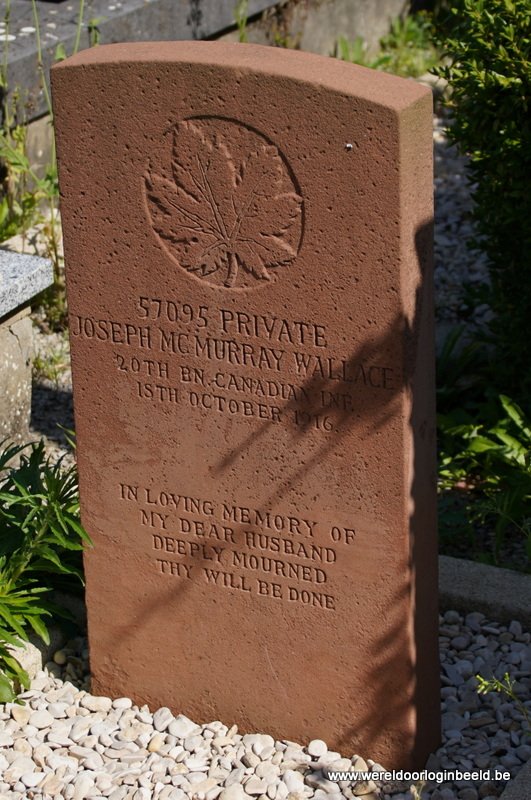 57095 PRIVATE
JOSEPH MCMURRAY WALLACE
20TH BN. CANADIAN INF.
18TH OCTOBER 1916
IN LOVING MEMORY OF
MY DEAR HUSBAND
DEEPLY MOURNED
THY WILL BE DONE
www.wereldoorloginbeeld.be